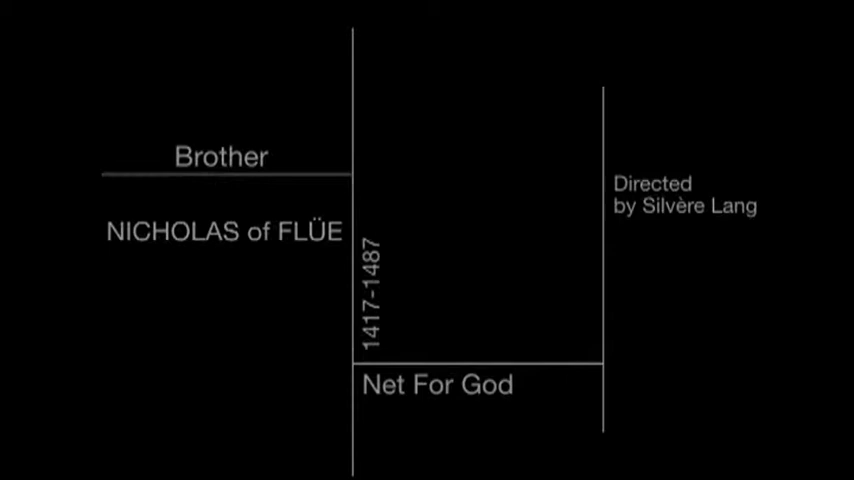 Brother
NICHOLAS of FLÜE
1417-1487
Net For God
Directed
by Silvère Lang